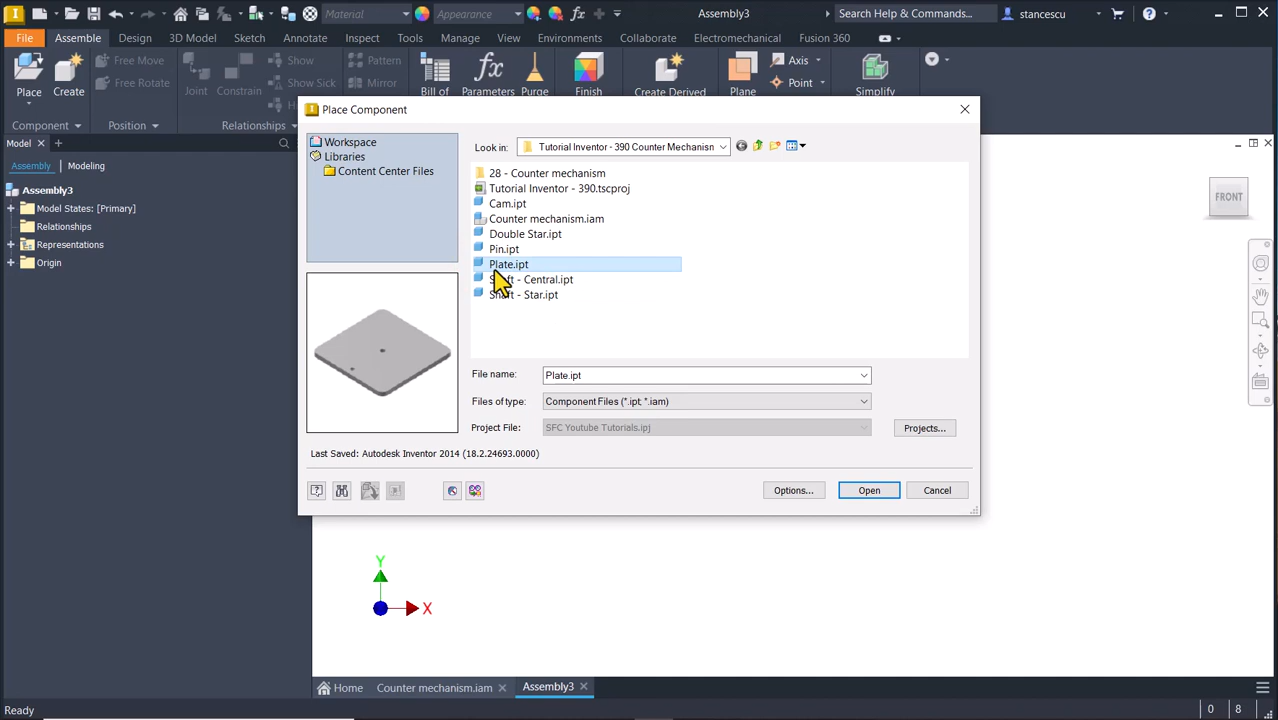 Material
Appearance
Assembly3
Search Help & Commands...
stancescu
File
Assemble
Design
3D Model
Sketch
Annotate
Inspect
Tools
Manage
View
Environments
Collaborate
Electromechanical
Fusion 360
Place
Create
Free Move
Free Rotate
Joint
Constrain
Show
Show Sick
Pattern
Mirror
Bill of
Parameters
Purge
Finish
Create Derived
Plane
Axis
Point
Simplify
Component
Position
Relationships
Model
Assembly
Modeling
Assembly3
Model States: [Primary]
Relationships
Representations
Origin
Place Component
Workspace
Libraries
Content Center Files
Look in:
Tutorial Inventor - 390 Counter Mechanism
28 - Counter mechanism
Tutorial Inventor - 390.tscproj
Cam.ipt
Counter mechanism.iam
Double Star.ipt
Pin.ipt
Plate.ipt
Shaft - Central.ipt
Shaft - Star.ipt
File name:
Plate.ipt
Files of type:
Component Files (*.ipt; *.iam)
Project File:
SFC Youtube Tutorials.ipj
Projects...
Last Saved: Autodesk Inventor 2014 (18.2.24693.0000)
Options...
Open
Cancel
FRONT
Y
X
Home
Counter mechanism.iam
Assembly3
Ready
0
8